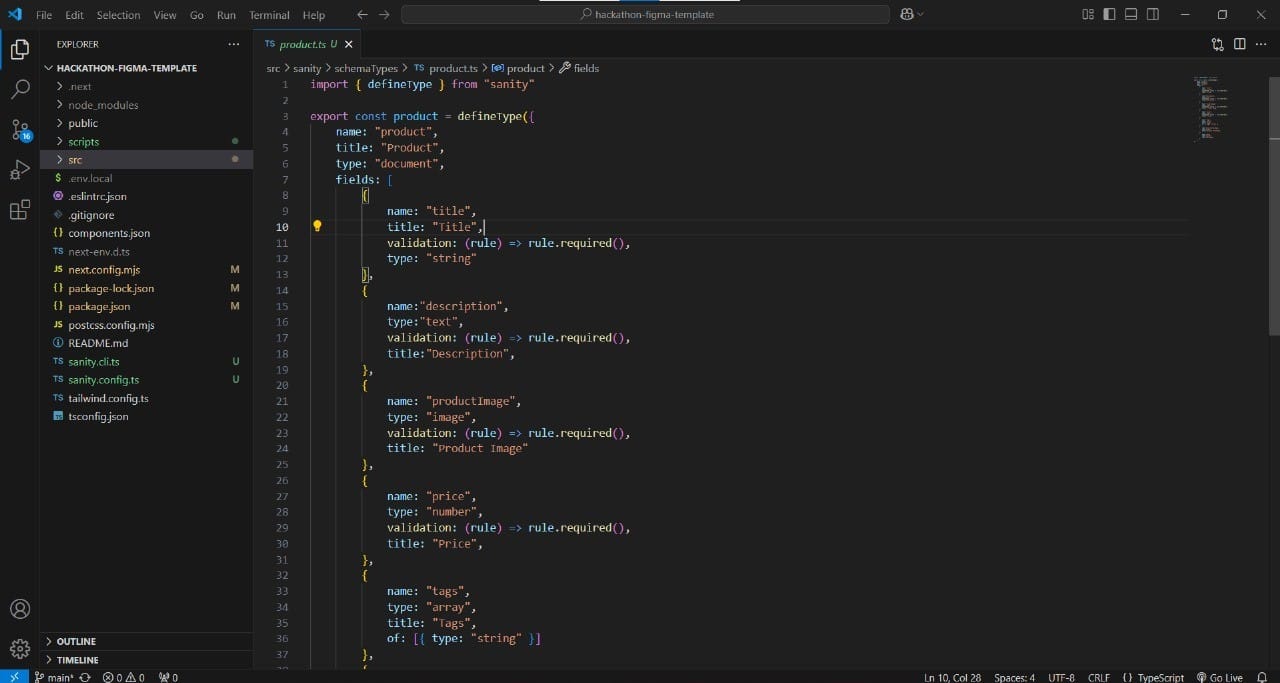 File Edit Selection View Go Run Terminal Help
hackathon-figma-template
EXPLORER
HACKATHON-FIGMA-TEMPLATE
.next
node_modules
public
scripts
src
$ .env.local
.eslintrc.json
.gitignore
{} components.json
TS next-env.d.ts
JS next.config.mjs M
{} package-lock.json M
{} package.json M
JS postcss.config.mjs
README.md
TS sanity.cli.ts U
TS sanity.config.ts U
TS tailwind.config.ts
tsconfig.json
OUTLINE
TIMELINE
16
TS product.ts U
src > sanity > schemaTypes > TS product.ts > product > fields
1 import { defineType } from "sanity"
2
3 export const product = defineType({
4 name: "product",
5 title: "Product",
6 type: "document",
7 fields: [
8 {
9 name: "title",
10 title: "Title",
11 validation: (rule) => rule.required(),
12 type: "string"
13 },
14 {
15 name:"description",
16 type:"text",
17 validation: (rule) => rule.required(),
18 title:"Description",
19 },
20 {
21 name: "productImage",
22 type: "image",
23 validation: (rule) => rule.required(),
24 title: "Product Image"
25 },
26 {
27 name: "price",
28 type: "number",
29 validation: (rule) => rule.required(),
30 title: "Price",
31 },
32 {
33 name: "tags",
34 type: "array",
35 title: "Tags",
36 of: [{ type: "string" }]
37 },
main* 0 0 0 Ln 10, Col 28 Spaces: 4 UTF-8 CRLF {} TypeScript Go Live